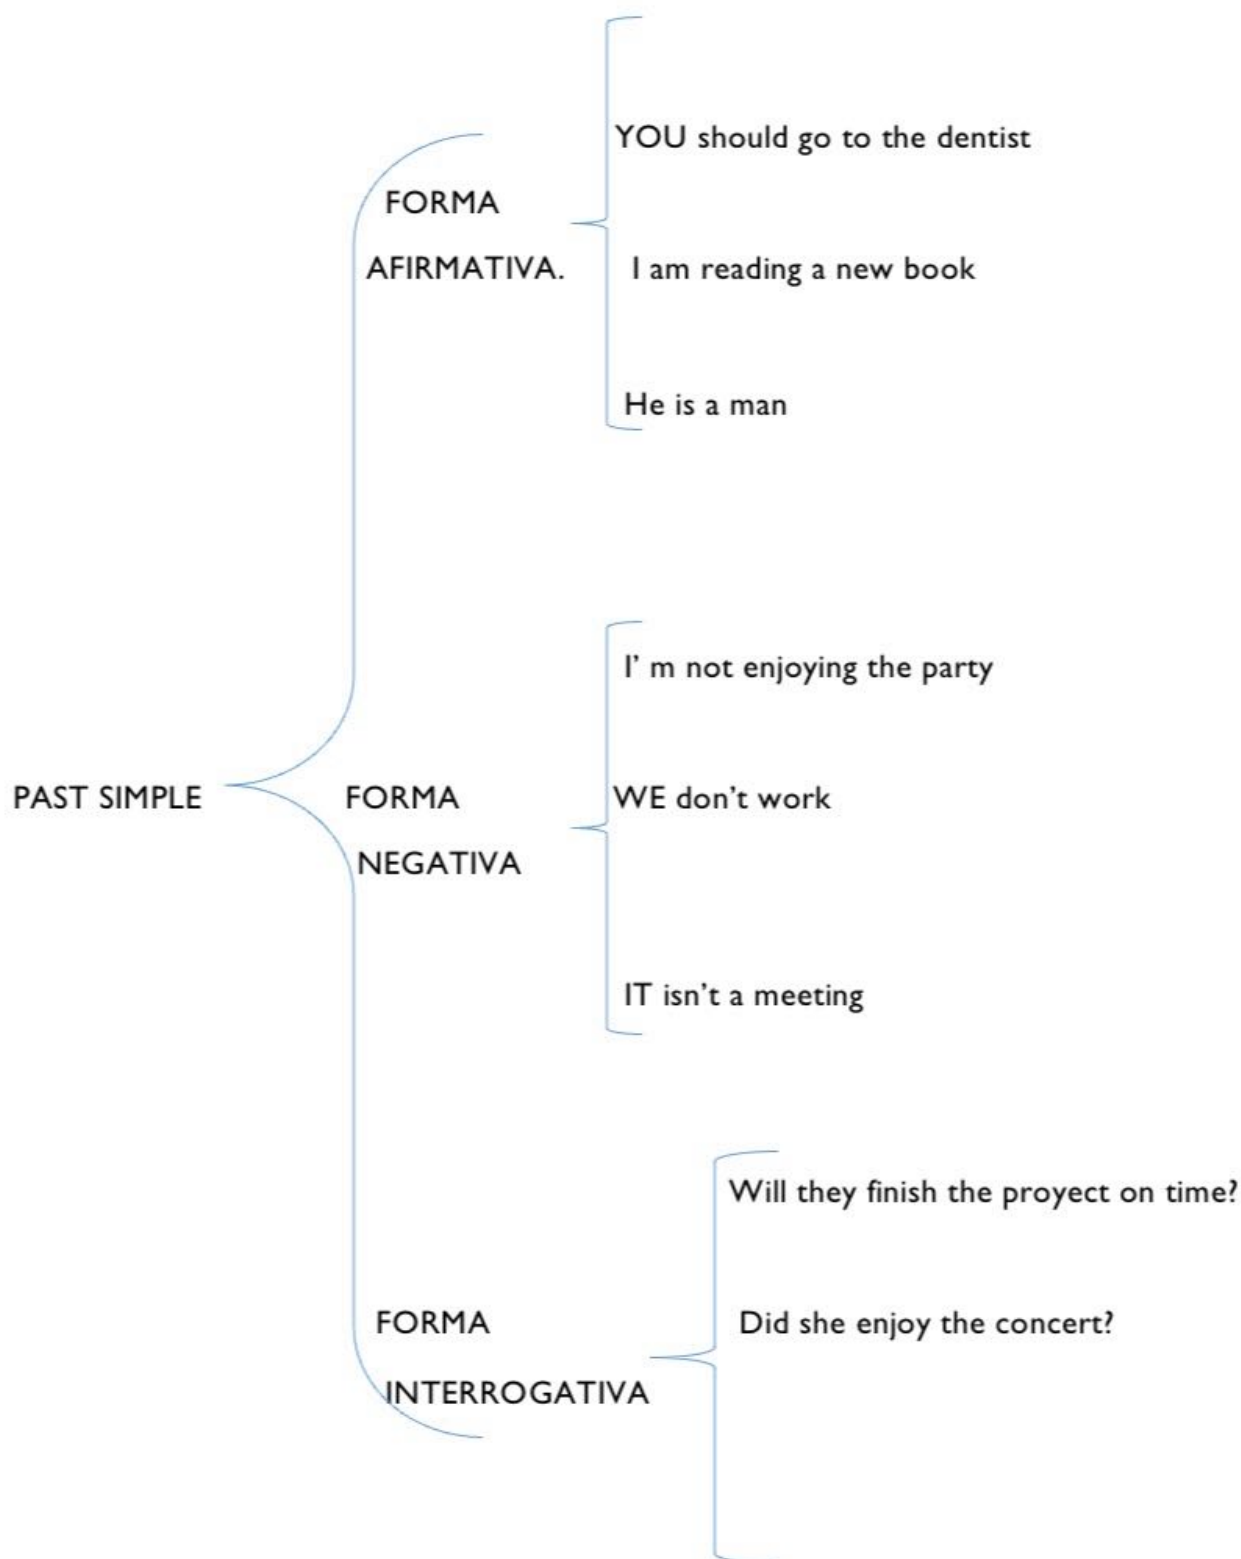 YOU should go to the dentist
FORMA
AFIRMATIVA.
I am reading a new book
He is a man
I' m not enjoying the party
PAST SIMPLE
FORMA
NEGATIVA
WE don't work
IT isn't a meeting
Will they finish the proyect on time?
FORMA
INTERROGATIVA
Did she enjoy the concert?